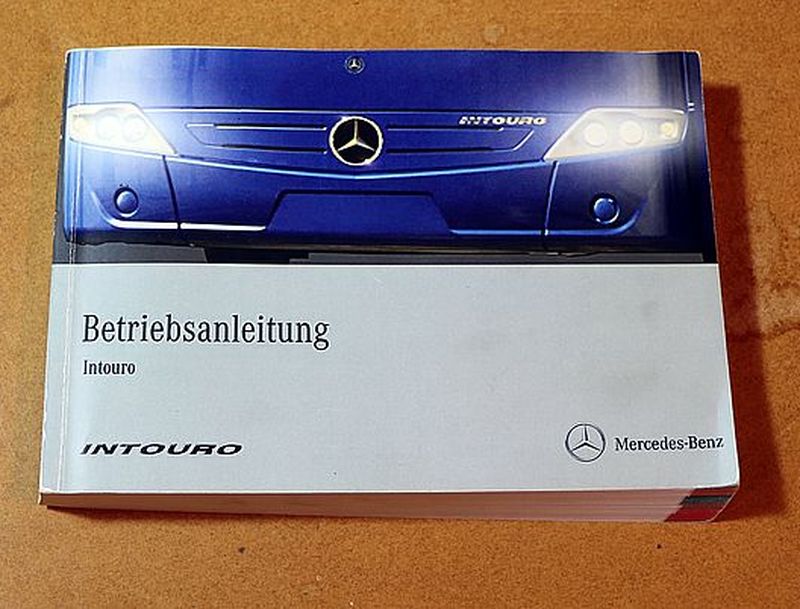 INTOURO
Betriebsanleitung
Intouro
INTOURO
Mercedes-Benz